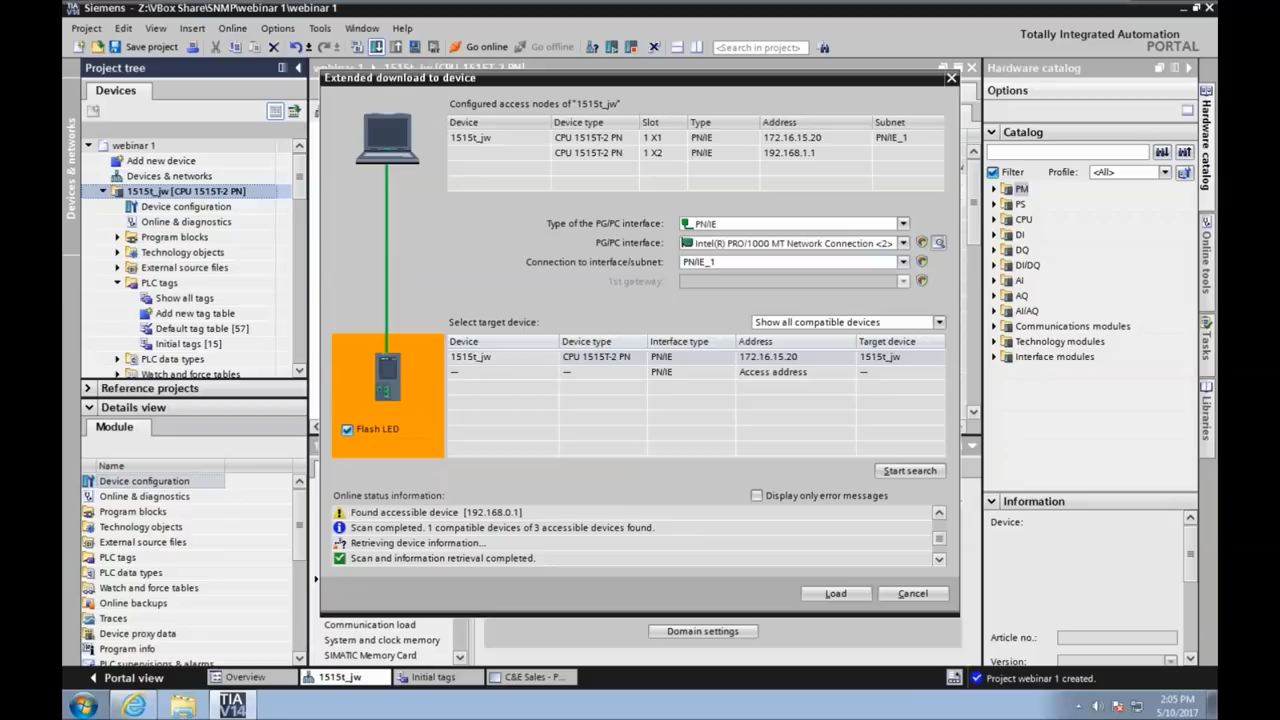 TIA V14
Siemens - Z:\VBox Share\SNMP\webinar 1\webinar 1
Project Edit View Insert Online Options Tools Window Help
Totally Integrated Automation
PORTAL
Save project
Go online
Go offline
<Search in project>
Project tree
Devices
Devices & networks
webinar 1
Add new device
Devices & networks
1515t_jw [CPU 1515T-2 PN]
Device configuration
Online & diagnostics
Program blocks
Technology objects
External source files
PLC tags
Show all tags
Add new tag table
Default tag table [57]
Initial tags [15]
PLC data types
Watch and force tables
Reference projects
Details view
Module
Name
Device configuration
Online & diagnostics
Program blocks
Technology objects
External source files
PLC tags
PLC data types
Watch and force tables
Online backups
Traces
Device proxy data
Program info
PLC supervisions & alarms
Extended download to device
Configured access nodes of "1515t_jw"
Device Device type Slot Type Address Subnet
1515t_jw CPU 1515T-2 PN 1 X1 PN/IE 172.16.15.20 PN/IE_1
CPU 1515T-2 PN 1 X2 PN/IE 192.168.1.1
Type of the PG/PC interface: PN/IE
PG/PC interface: Intel(R) PRO/1000 MT Network Connection <2>
Connection to interface/subnet: PN/IE_1
1st gateway:
Select target device: Show all compatible devices
Device Device type Interface type Address Target device
1515t_jw CPU 1515T-2 PN PN/IE 172.16.15.20 1515t_jw
— — PN/IE Access address —
Flash LED
Start search
Online status information: Display only error messages
Found accessible device [192.168.0.1]
Scan completed. 1 compatible devices of 3 accessible devices found.
Retrieving device information...
Scan and information retrieval completed.
Load Cancel
Communication load
System and clock memory
SIMATIC Memory Card
Domain settings
Hardware catalog
Options
Catalog
Filter Profile: <All>
PM
PS
CPU
DI
DQ
DI/DQ
AI
AQ
AI/AQ
Communications modules
Technology modules
Interface modules
Information
Device:
Article no.:
Version:
Hardware catalog
Online tools
Tasks
Libraries
Portal view Overview 1515t_jw Initial tags C&E Sales - P...
Project webinar 1 created.
TIA V14
2:05 PM
5/10/2017